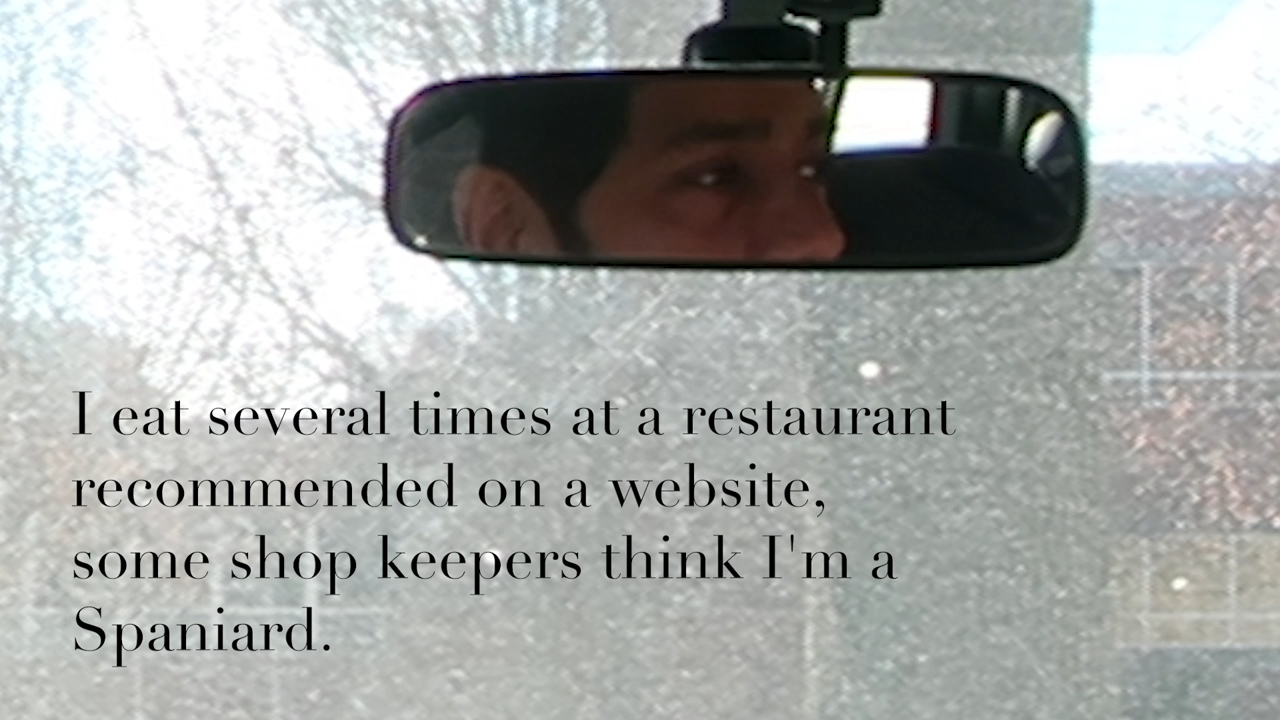 I eat several times at a restaurant
recommended on a website,
some shop keepers think I'm a
Spaniard.